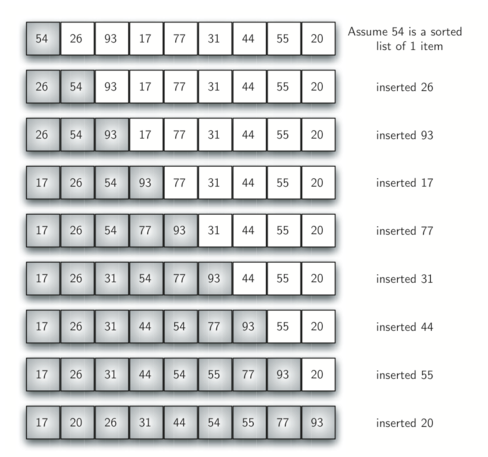 54 26 93 17 77 31 44 55 20 Assume 54 is a sorted
list of 1 item
26 54 93 17 77 31 44 55 20 inserted 26
26 54 93 17 77 31 44 55 20 inserted 93
17 26 54 93 77 31 44 55 20 inserted 17
17 26 54 77 93 31 44 55 20 inserted 77
17 26 31 54 77 93 44 55 20 inserted 31
17 26 31 44 54 77 93 55 20 inserted 44
17 26 31 44 54 55 77 93 20 inserted 55
17 20 26 31 44 54 55 77 93 inserted 20